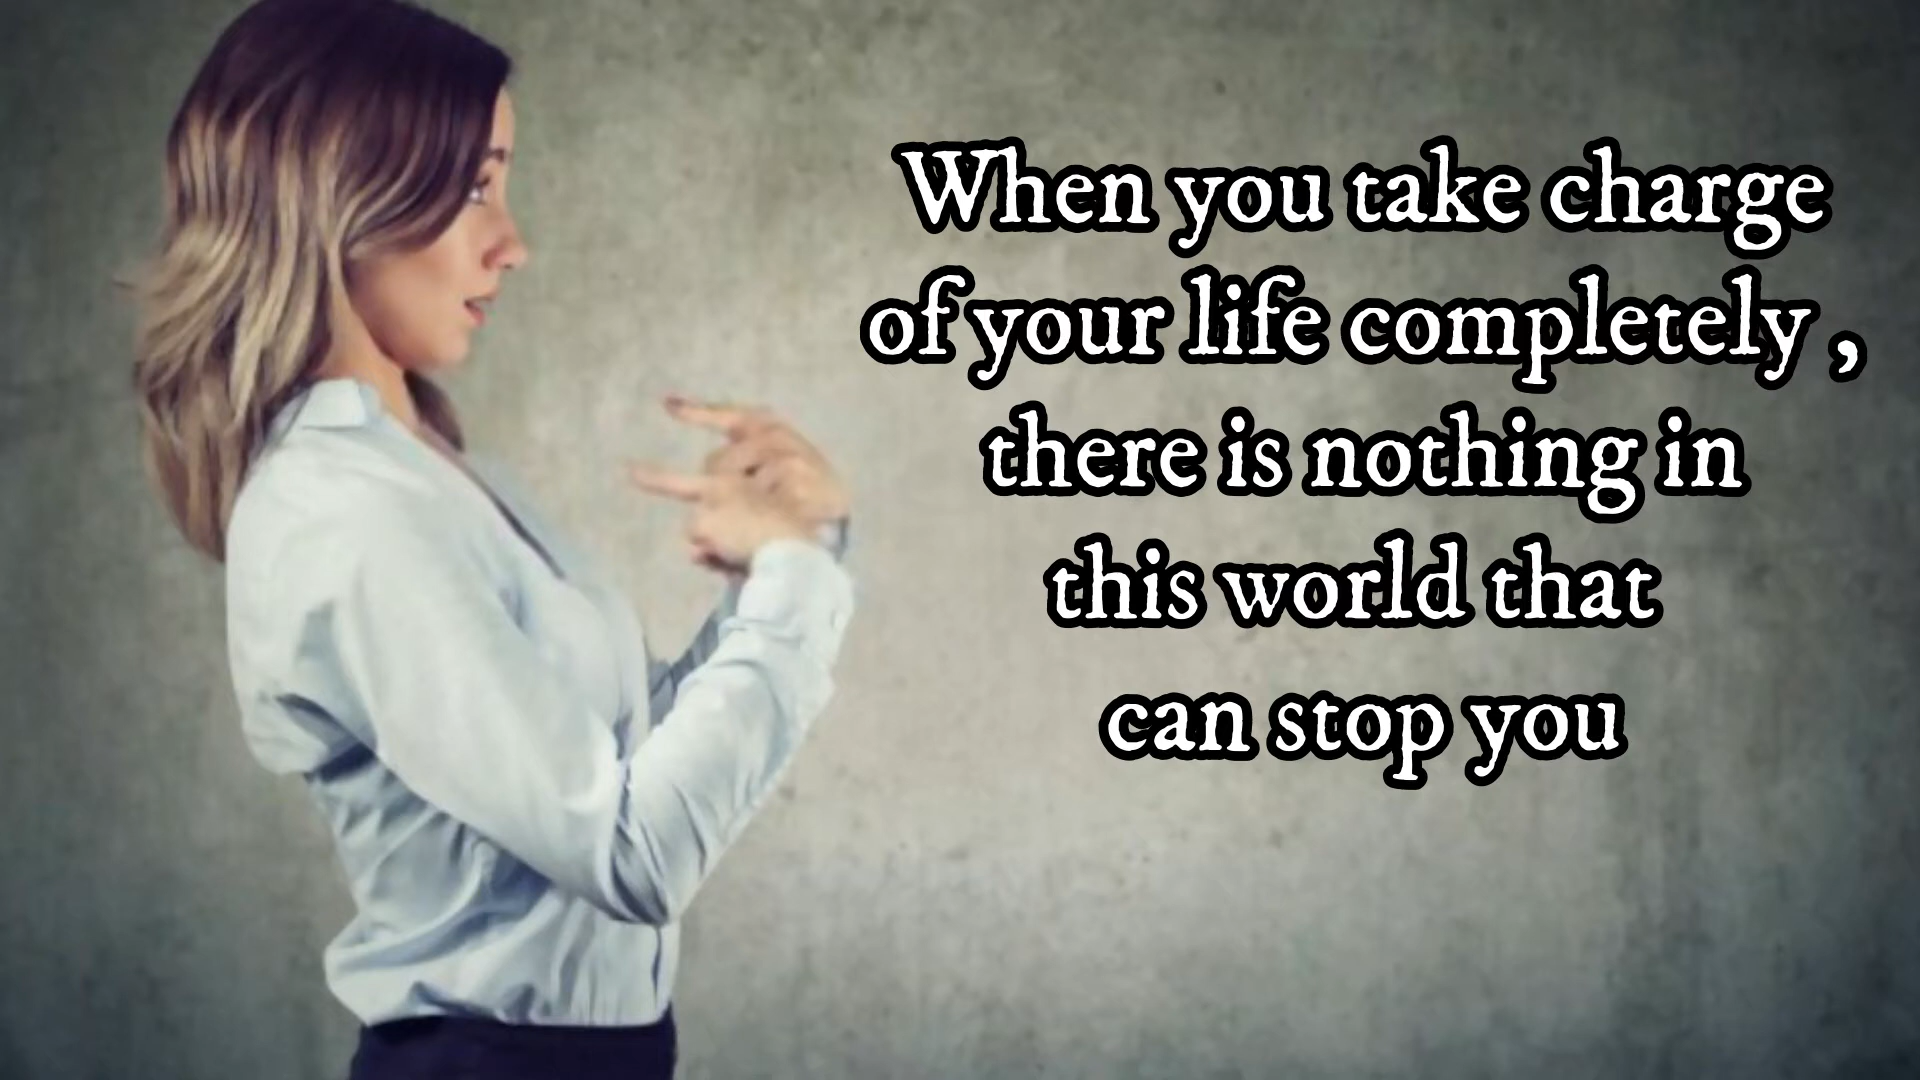 When you take charge
of your life completely ,
there is nothing in
this world that
can stop you